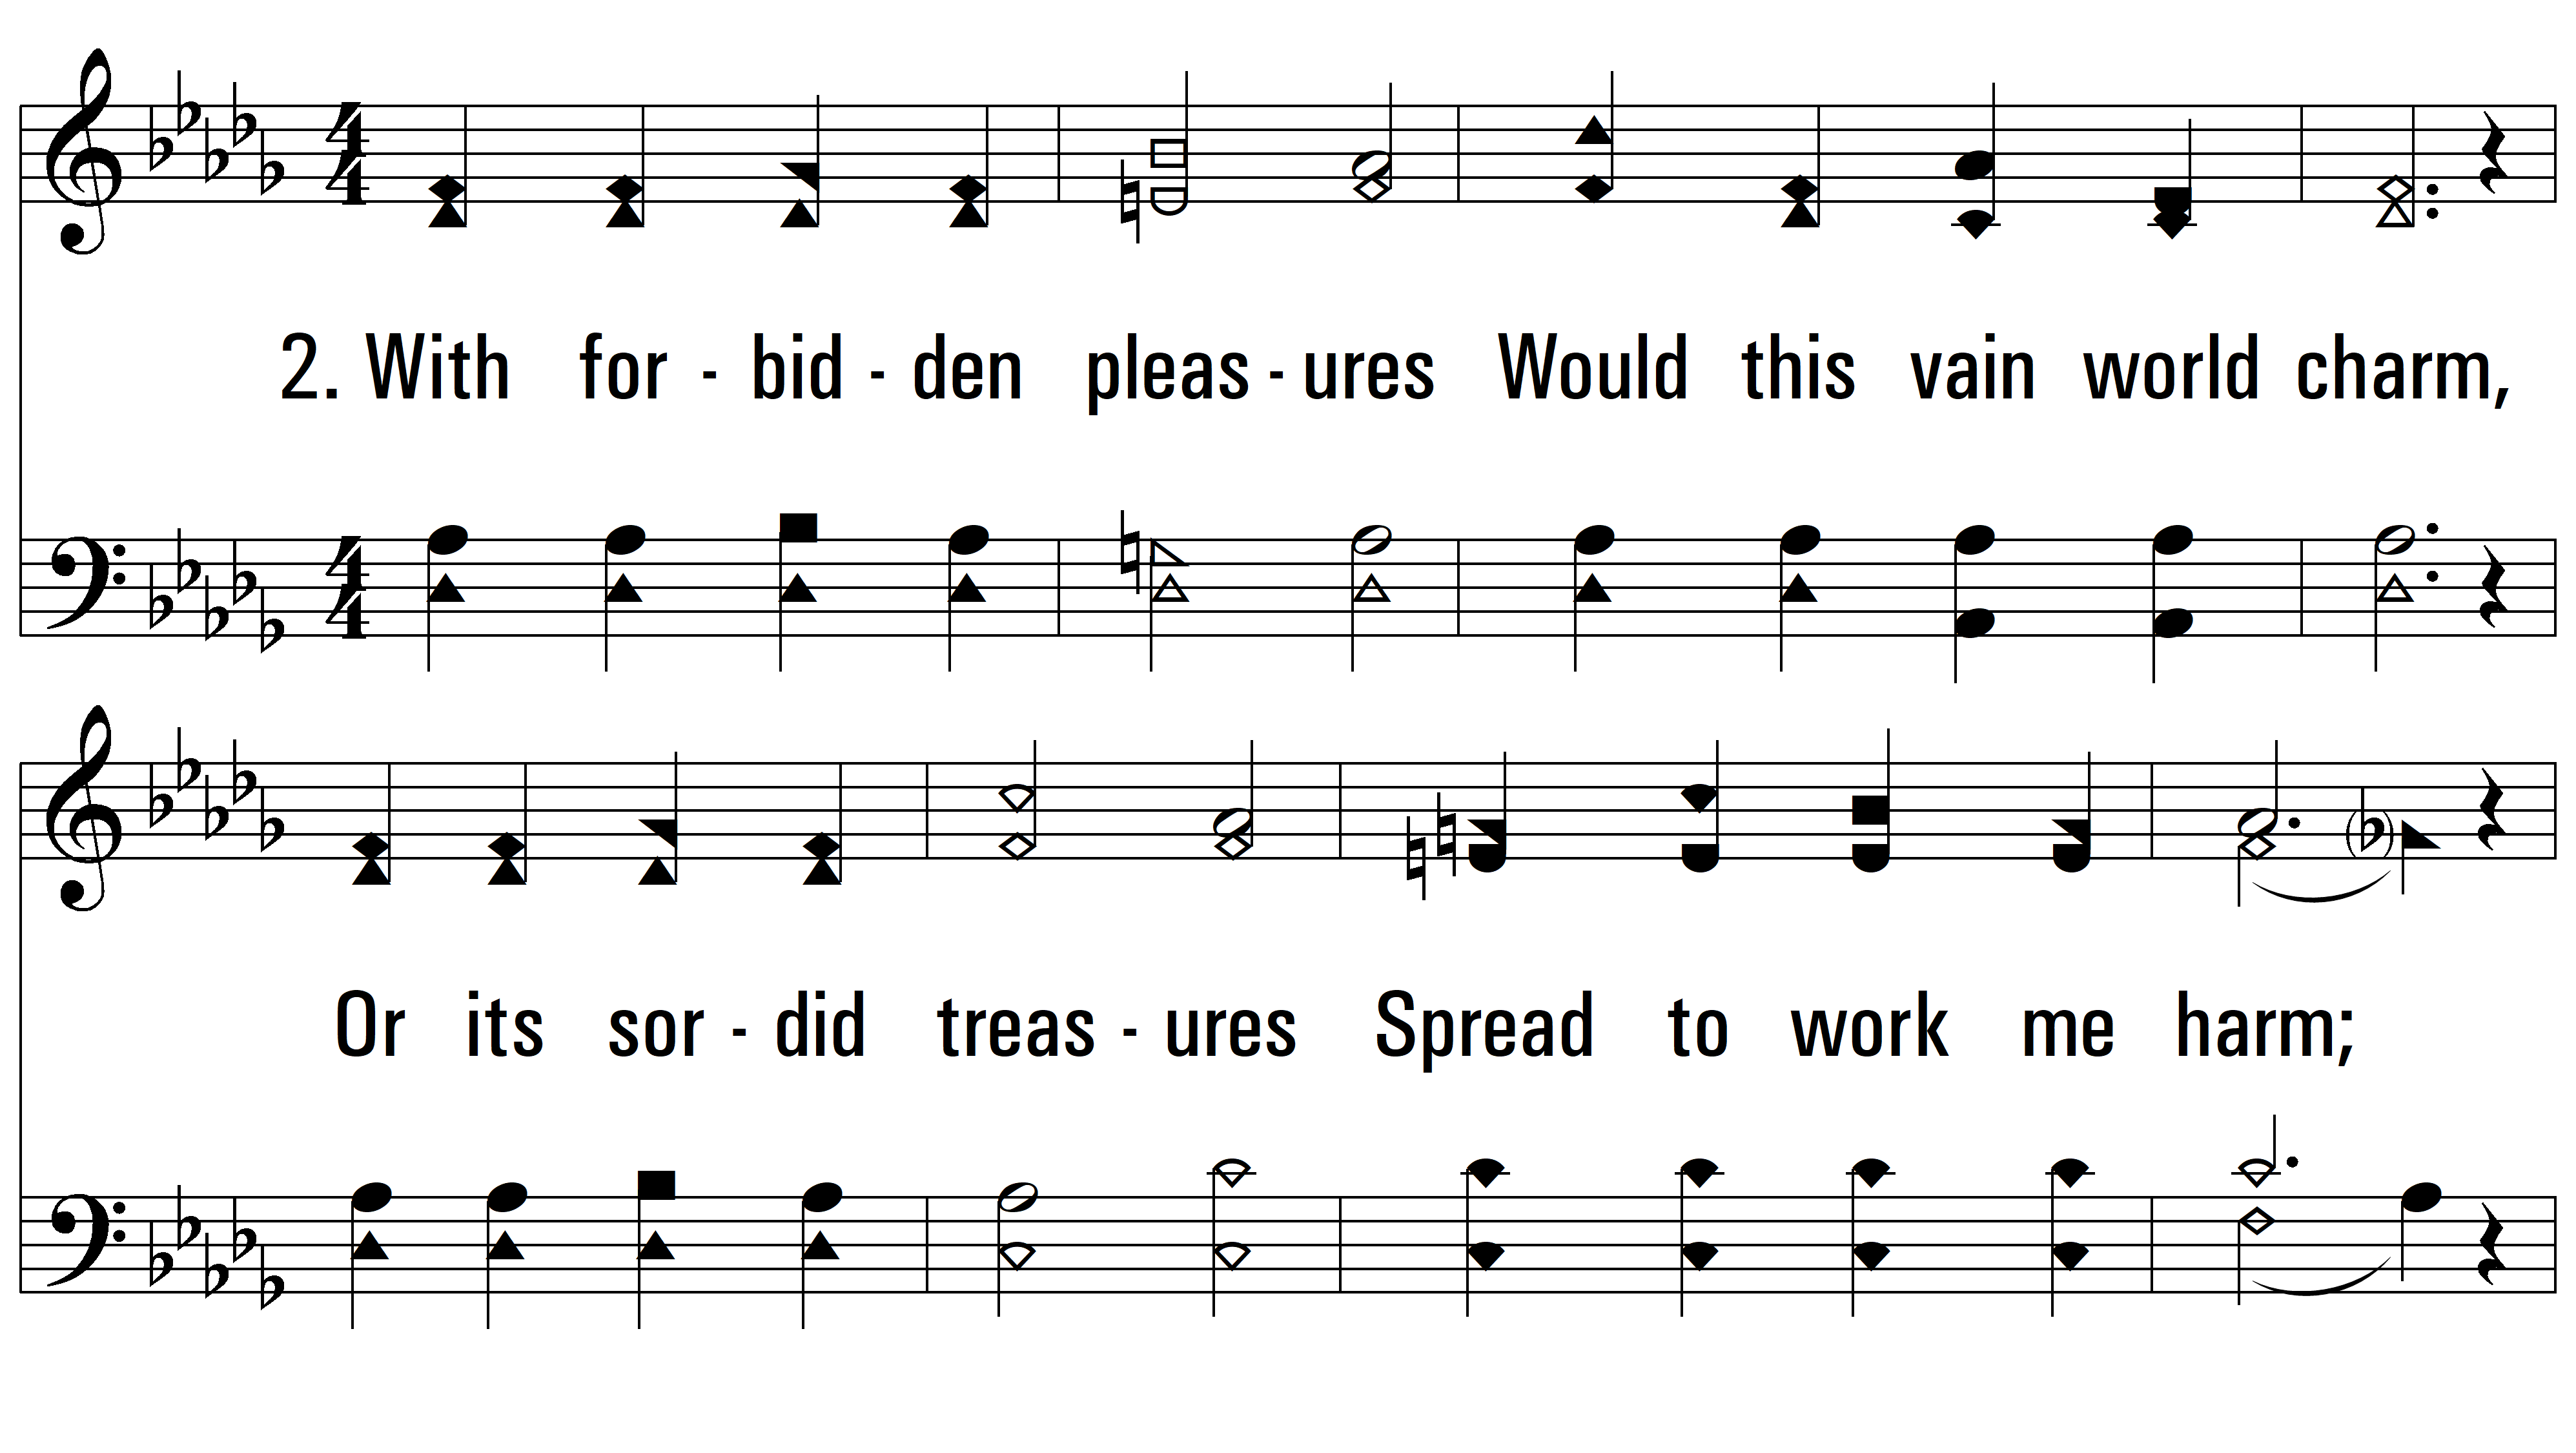 2. With for - bid - den pleas - ures Would this vain world charm,
Or its sor - did treas - ures Spread to work me harm;